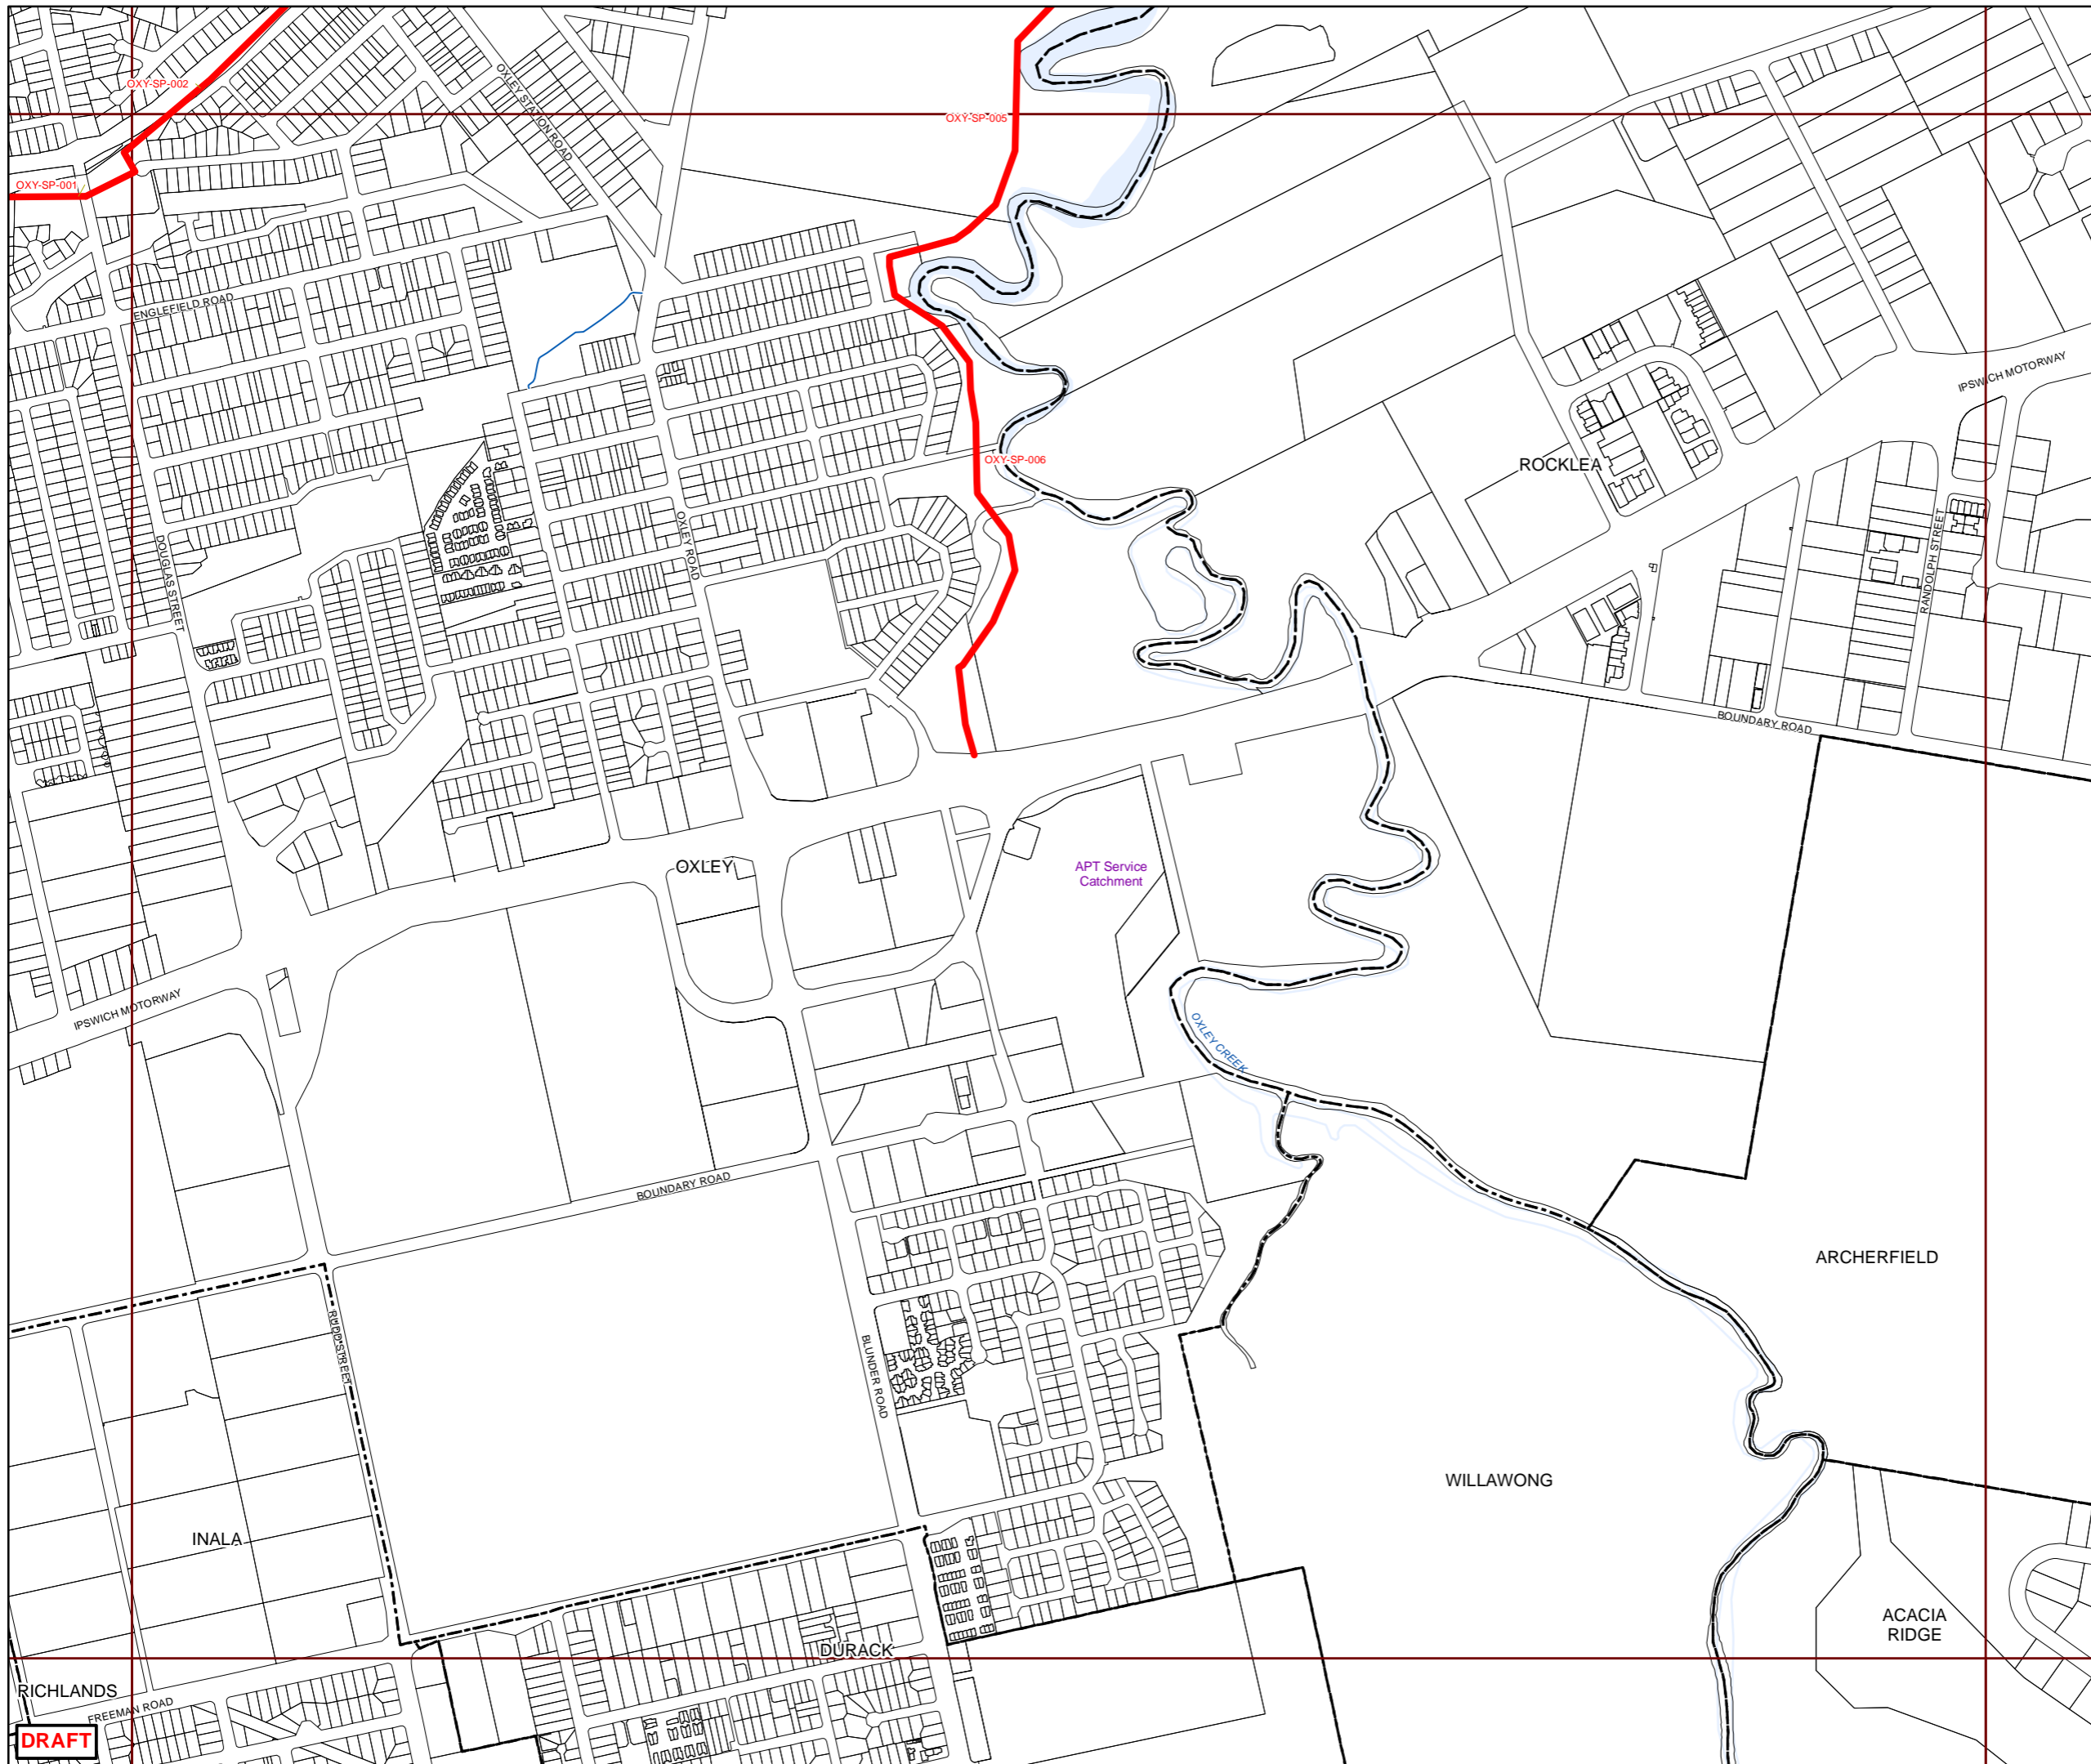 OXY-SP-002
OXLEY STATION ROAD
OXY-SP-005
OXY-SP-001
ENGLEFIELD ROAD
IPSWICH MOTORWAY
OXY-SP-006
ROCKLEA
DOUGLAS STREET
OXLEY ROAD
RANDOLPH STREET
BOUNDARY ROAD
OXLEY
APT Service
Catchment
IPSWICH MOTORWAY
OXLEY CREEK
BOUNDARY ROAD
ARCHERFIELD
RUDD STREET
BLUNDER ROAD
WILLAWONG
INALA
ACACIA
RIDGE
DURACK
RICHLANDS
FREEMAN ROAD
DRAFT